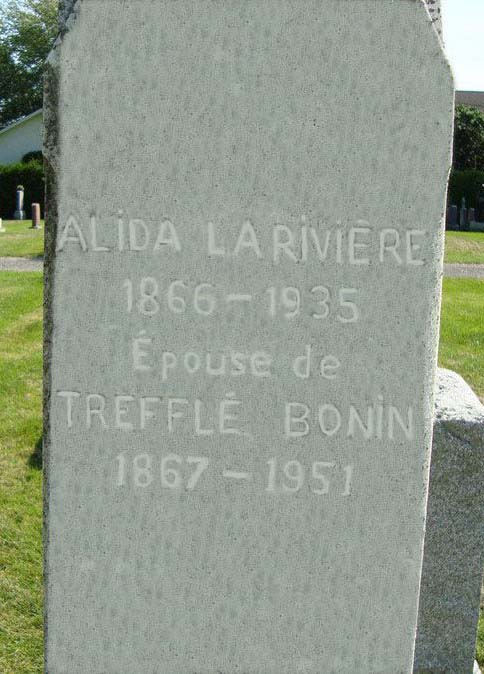 ALIDA LARIVIÈRE
1866 – 1935
Épouse de
TREFFLÉ BONIN
1867 – 1951